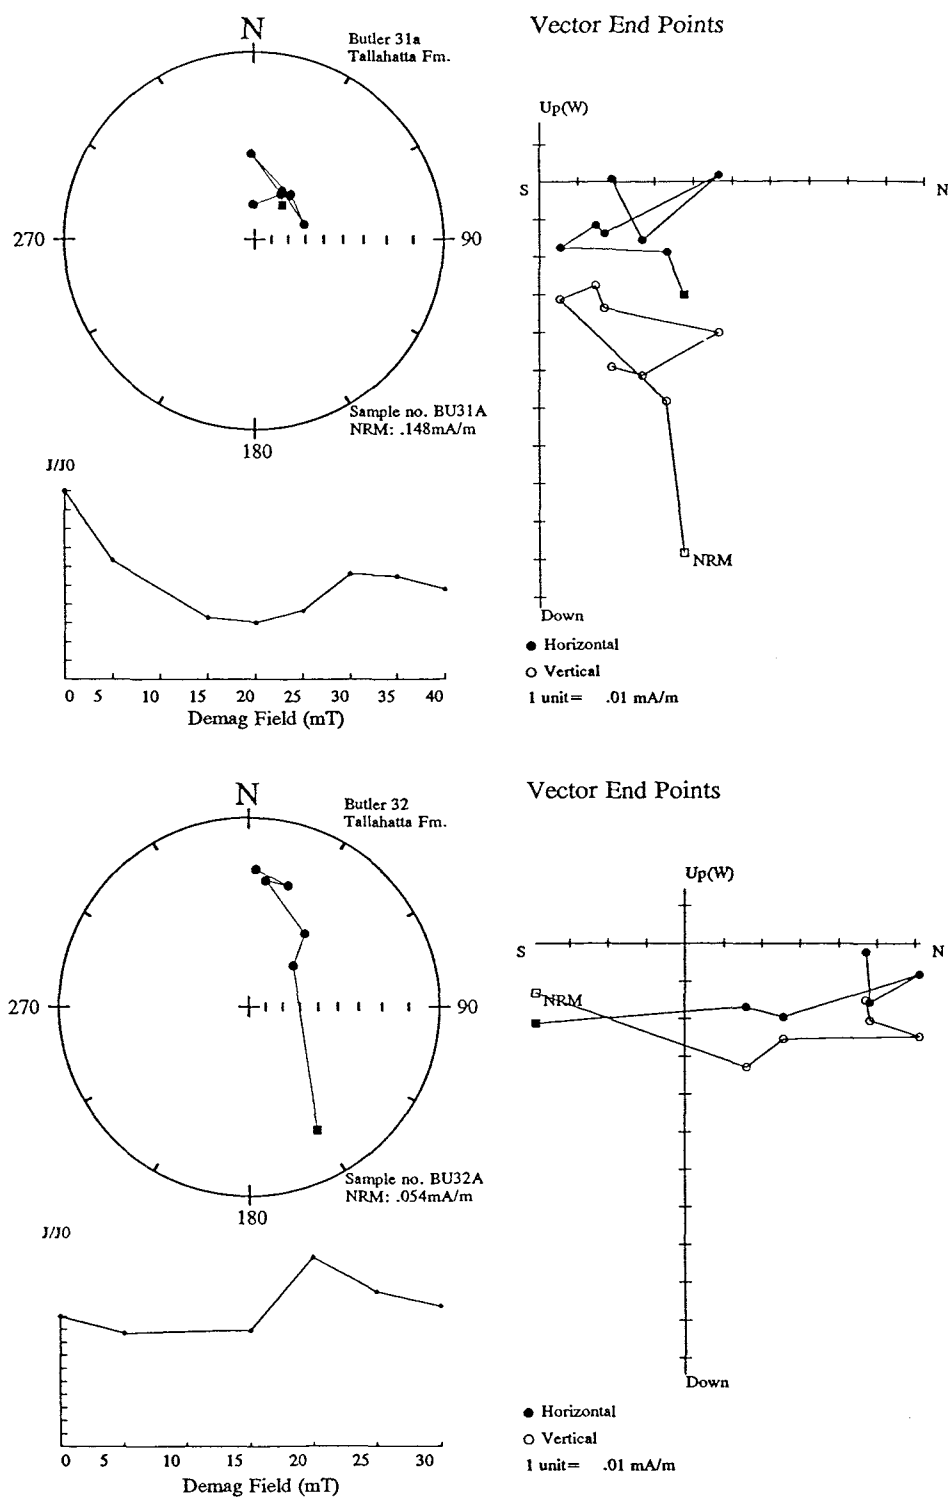 N
Butler 31a
Tallahatta Fm.
270
90
180
Sample no. BU31A
NRM: .148mA/m
Vector End Points
Up(W)
S
N
NRM
Down
Horizontal
Vertical
1 unit= .01 mA/m
J/J0
0 5 10 15 20 25 30 35 40
Demag Field (mT)
N
Butler 32
Tallahatta Fm.
270
90
180
Sample no. BU32A
NRM: .054mA/m
Vector End Points
Up(W)
S
N
NRM
Down
Horizontal
Vertical
1 unit= .01 mA/m
J/J0
0 5 10 15 20 25 30
Demag Field (mT)